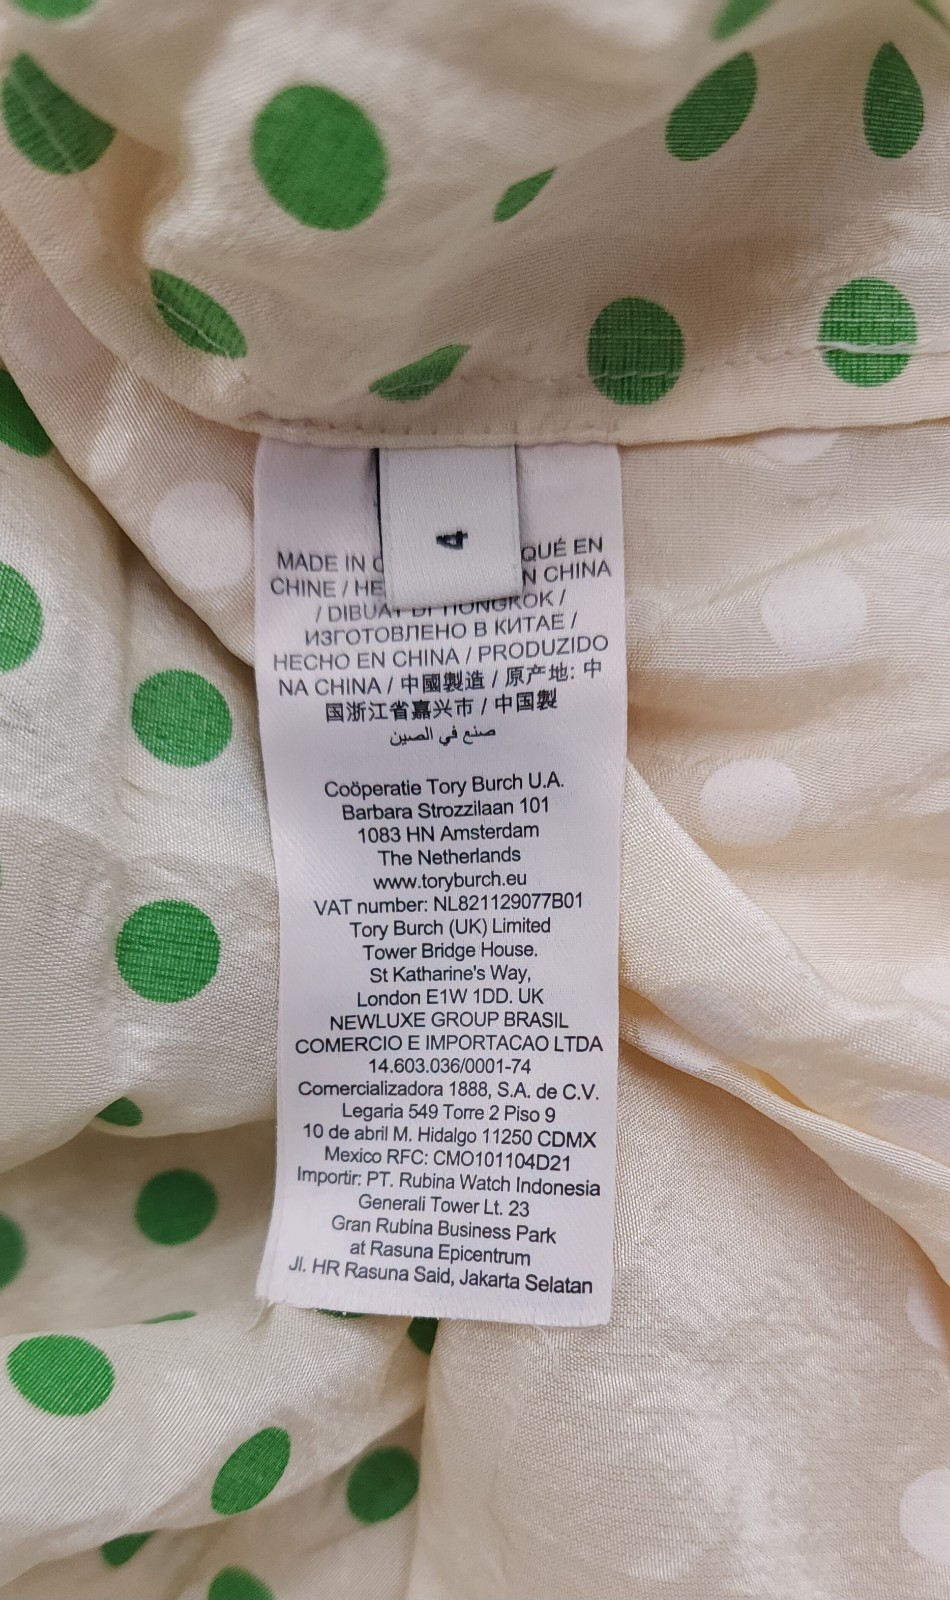 4
MADE IN QUÉ EN
CHINE / N CHINA
/ DIBUAT DI HONGKOK /
ИЗГОТОВЛЕНО В КИТАЕ /
HECHO EN CHINA / PRODUZIDO
NA CHINA / 中國製造 / 原产地: 中
国浙江省嘉兴市 / 中国製
صنع في الصين
Coöperatie Tory Burch U.A.
Barbara Strozzilaan 101
1083 HN Amsterdam
The Netherlands
www.toryburch.eu
VAT number: NL821129077B01
Tory Burch (UK) Limited
Tower Bridge House.
St Katharine's Way,
London E1W 1DD. UK
NEWLUXE GROUP BRASIL
COMERCIO E IMPORTACAO LTDA
14.603.036/0001-74
Comercializadora 1888, S.A. de C.V.
Legaria 549 Torre 2 Piso 9
10 de abril M. Hidalgo 11250 CDMX
Mexico RFC: CMO101104D21
Importir: PT. Rubina Watch Indonesia
Generali Tower Lt. 23
Gran Rubina Business Park
at Rasuna Epicentrum
Jl. HR Rasuna Said, Jakarta Selatan